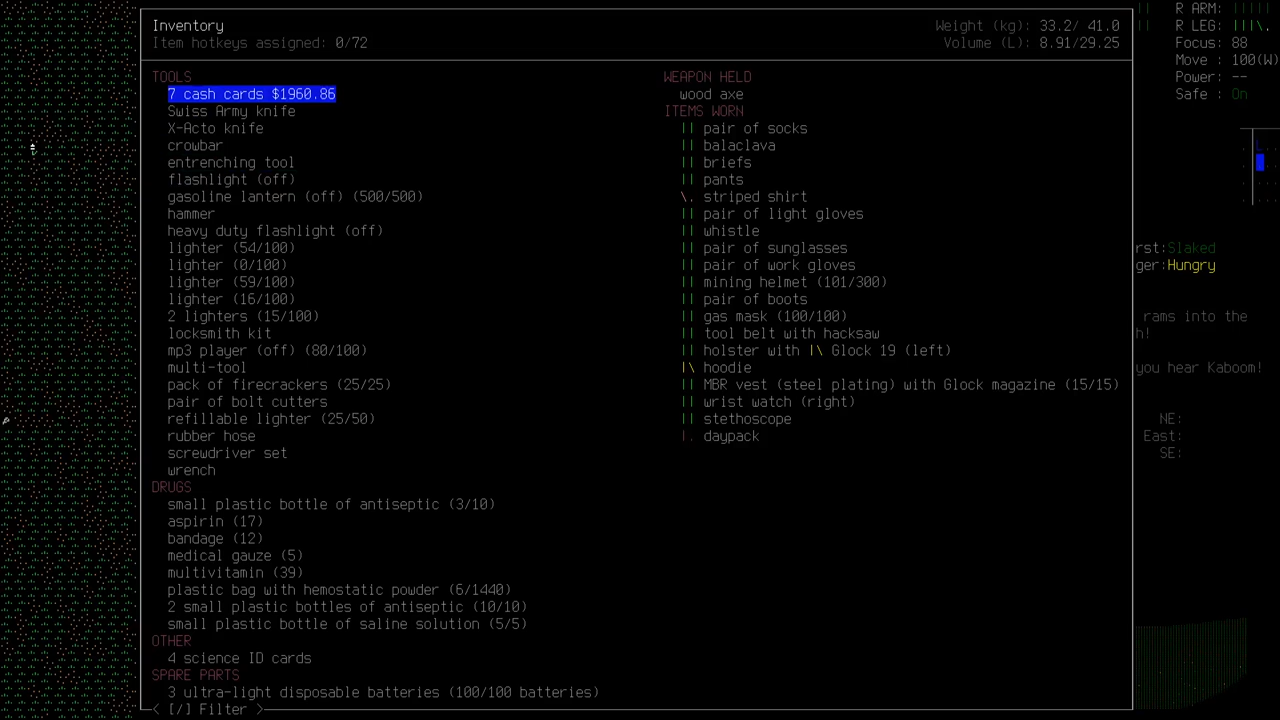 Inventory
Item hotkeys assigned: 0/72
Weight (kg): 33.2/ 41.0
Volume (L): 8.91/29.25
TOOLS
7 cash cards $1960.86
Swiss Army knife
X-Acto knife
crowbar
entrenching tool
flashlight (off)
gasoline lantern (off) (500/500)
hammer
heavy duty flashlight (off)
lighter (54/100)
lighter (0/100)
lighter (59/100)
lighter (16/100)
2 lighters (15/100)
locksmith kit
mp3 player (off) (80/100)
multi-tool
pack of firecrackers (25/25)
pair of bolt cutters
refillable lighter (25/50)
rubber hose
screwdriver set
wrench
DRUGS
small plastic bottle of antiseptic (3/10)
aspirin (17)
bandage (12)
medical gauze (5)
multivitamin (39)
plastic bag with hemostatic powder (6/1440)
2 small plastic bottles of antiseptic (10/10)
small plastic bottle of saline solution (5/5)
OTHER
4 science ID cards
SPARE PARTS
3 ultra-light disposable batteries (100/100 batteries)
< [/] Filter >
WEAPON HELD
wood axe
ITEMS WORN
|| pair of socks
|| balaclava
|| briefs
|| pants
\. striped shirt
|| pair of light gloves
|| whistle
|| pair of sunglasses
|| pair of work gloves
|| mining helmet (101/300)
|| pair of boots
|| gas mask (100/100)
|| tool belt with hacksaw
|| holster with |\ Glock 19 (left)
|\ hoodie
|| MBR vest (steel plating) with Glock magazine (15/15)
|| wrist watch (right)
|| stethoscope
|. daypack
R ARM: |||||
R LEG: |||\.
Focus: 88
Move : 100(W)
Power: --
Safe : On
rst:Slaked
ger:Hungry
rams into the
h!
you hear Kaboom!
NE:
East:
SE: